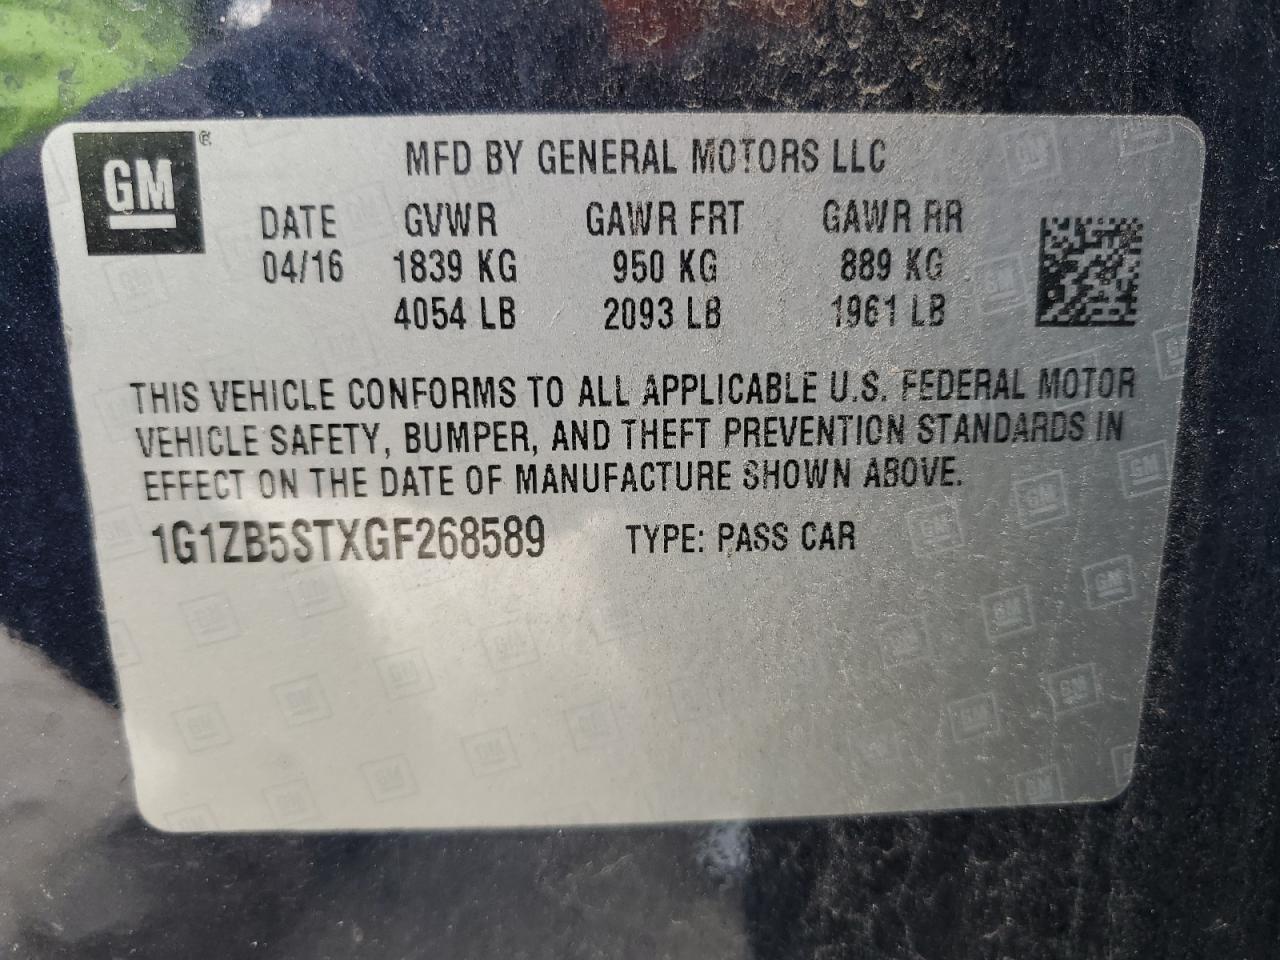 GM ®
MFD BY GENERAL MOTORS LLC
DATE GVWR GAWR FRT GAWR RR
04/16 1839 KG 950 KG 889 KG
4054 LB 2093 LB 1961 LB
THIS VEHICLE CONFORMS TO ALL APPLICABLE U.S. FEDERAL MOTOR
VEHICLE SAFETY, BUMPER, AND THEFT PREVENTION STANDARDS IN
EFFECT ON THE DATE OF MANUFACTURE SHOWN ABOVE.
1G1ZB5STXGF268589 TYPE: PASS CAR